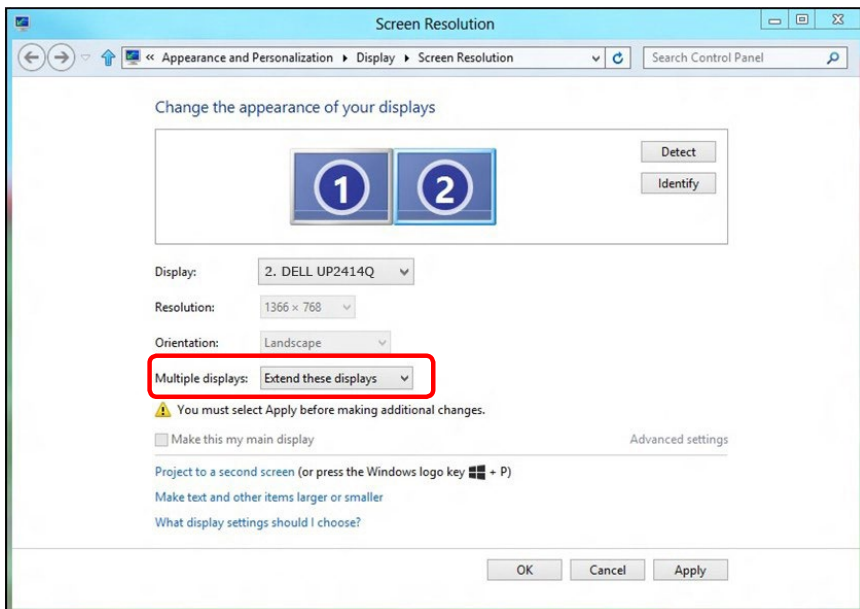 Screen Resolution
« Appearance and Personalization ▸ Display ▸ Screen Resolution
Search Control Panel
Change the appearance of your displays
1 2
Detect
Identify
Display: 2. DELL UP2414Q
Resolution: 1366 × 768
Orientation: Landscape
Multiple displays: Extend these displays
You must select Apply before making additional changes.
Make this my main display Advanced settings
Project to a second screen (or press the Windows logo key + P)
Make text and other items larger or smaller
What display settings should I choose?
OK Cancel Apply